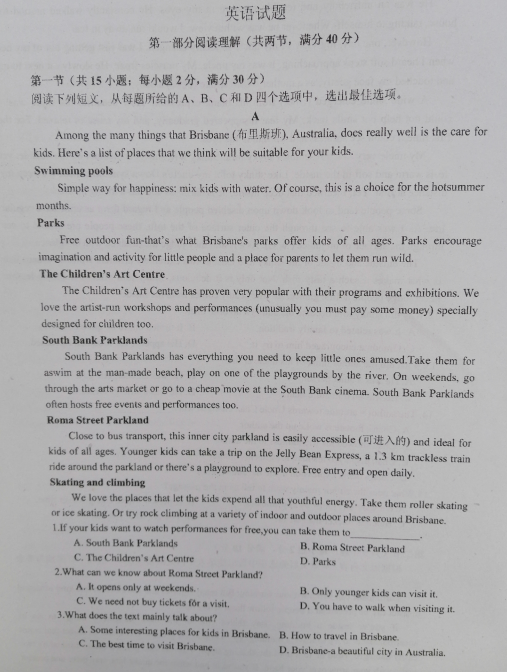 英语试题
第一部分阅读理解（共两节，满分 40 分）
第一节（共 15 小题；每小题 2 分，满分 30 分）
阅读下列短文，从每题所给的 A、B、C 和 D 四个选项中，选出最佳选项。
A
Among the many things that Brisbane (布里斯班), Australia, does really well is the care for
kids. Here's a list of places that we think will be suitable for your kids.
Swimming pools
Simple way for happiness: mix kids with water. Of course, this is a choice for the hotsummer
months.
Parks
Free outdoor fun-that's what Brisbane's parks offer kids of all ages. Parks encourage
imagination and activity for little people and a place for parents to let them run wild.
The Children's Art Centre
The Children's Art Centre has proven very popular with their programs and exhibitions. We
love the artist-run workshops and performances (unusually you must pay some money) specially
designed for children too.
South Bank Parklands
South Bank Parklands has everything you need to keep little ones amused.Take them for
aswim at the man-made beach, play on one of the playgrounds by the river. On weekends, go
through the arts market or go to a cheap movie at the South Bank cinema. South Bank Parklands
often hosts free events and performances too.
Roma Street Parkland
Close to bus transport, this inner city parkland is easily accessible (可进入的) and ideal for
kids of all ages. Younger kids can take a trip on the Jelly Bean Express, a 1.3 km trackless train
ride around the parkland or there's a playground to explore. Free entry and open daily.
Skating and climbing
We love the places that let the kids expend all that youthful energy. Take them roller skating
or ice skating. Or try rock climbing at a variety of indoor and outdoor places around Brisbane.
1.If your kids want to watch performances for free,you can take them to ____________.
A. South Bank Parklands B. Roma Street Parkland
C. The Children's Art Centre D. Parks
2.What can we know about Roma Street Parkland?
A. It opens only at weekends. B. Only younger kids can visit it.
C. We need not buy tickets for a visit. D. You have to walk when visiting it.
3.What does the text mainly talk about?
A. Some interesting places for kids in Brisbane. B. How to travel in Brisbane.
C. The best time to visit Brisbane. D. Brisbane-a beautiful city in Australia.